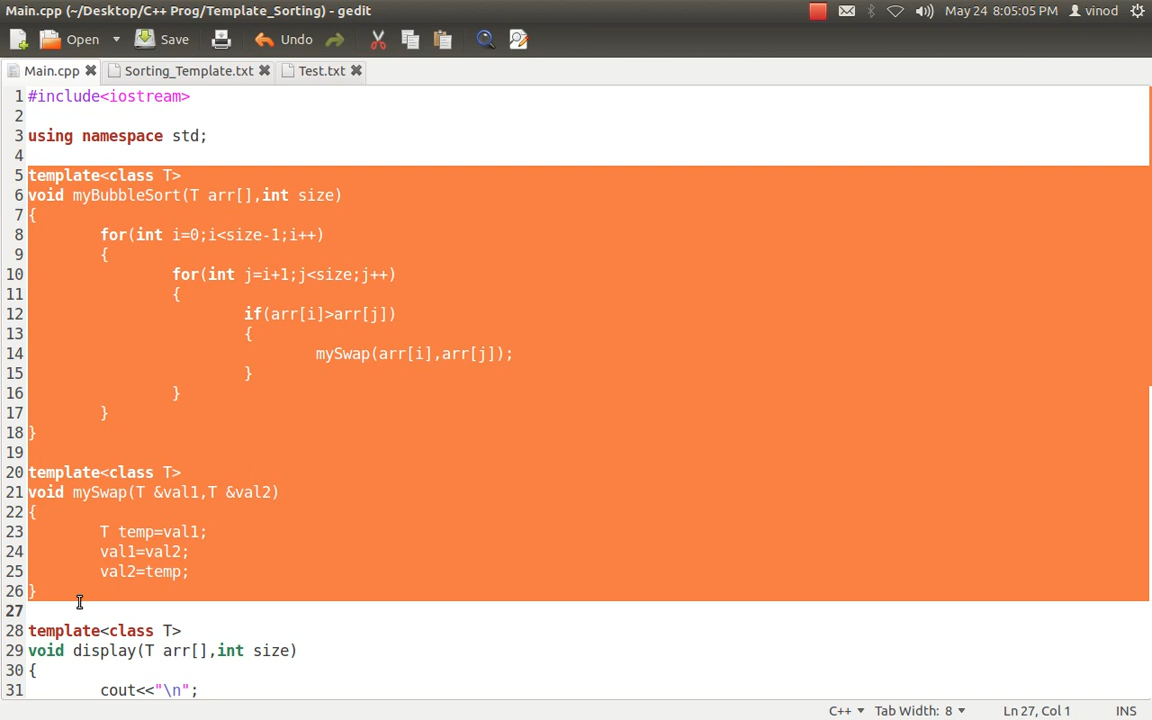 Main.cpp (~/Desktop/C++ Prog/Template_Sorting) - gedit
May 24 8:05:05 PM
vinod
Open
Save
Undo
Main.cpp
Sorting_Template.txt
Test.txt
1 #include<iostream>
2
3 using namespace std;
4
5 template<class T>
6 void myBubbleSort(T arr[],int size)
7 {
8 for(int i=0;i<size-1;i++)
9 {
10 for(int j=i+1;j<size;j++)
11 {
12 if(arr[i]>arr[j])
13 {
14 mySwap(arr[i],arr[j]);
15 }
16 }
17 }
18 }
19
20 template<class T>
21 void mySwap(T &val1,T &val2)
22 {
23 T temp=val1;
24 val1=val2;
25 val2=temp;
26 }
27
28 template<class T>
29 void display(T arr[],int size)
30 {
31 cout<<"\n";
C++ Tab Width: 8 Ln 27, Col 1 INS